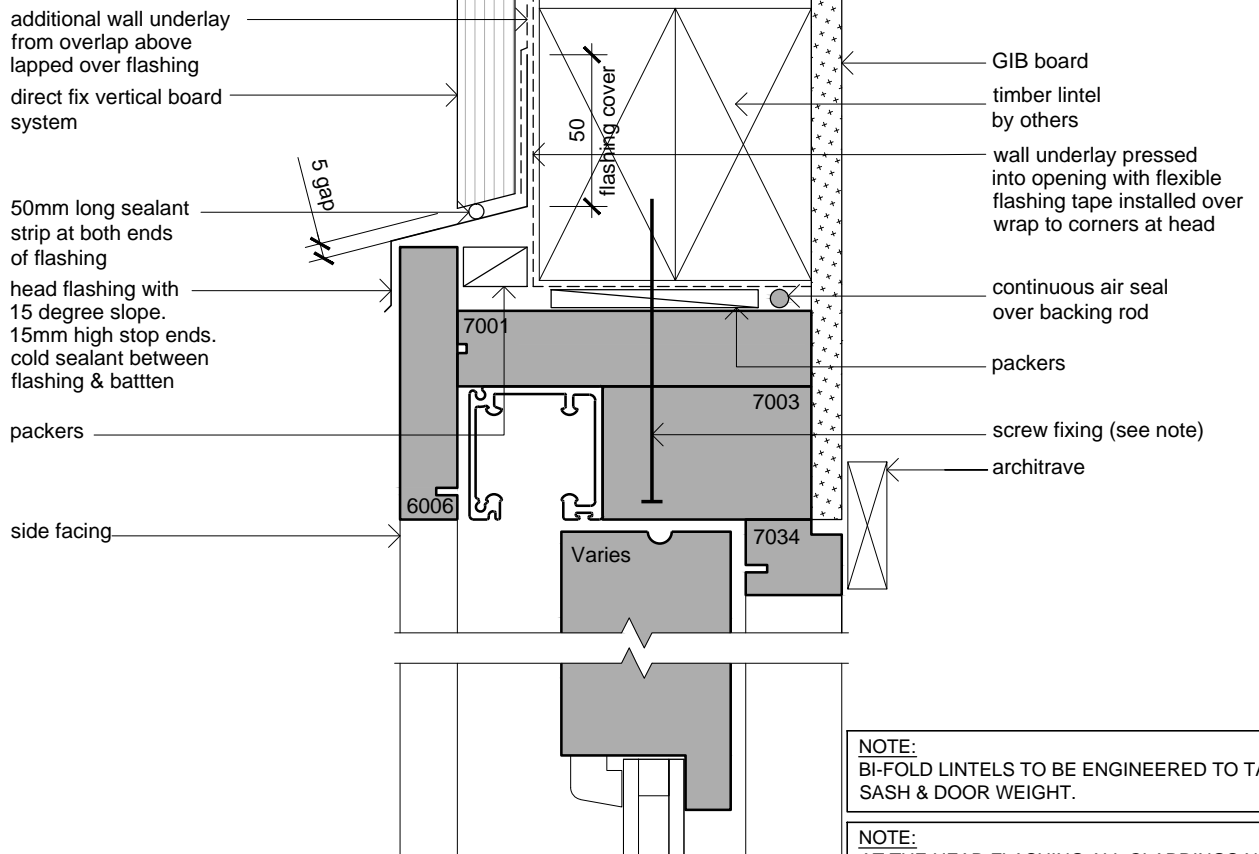 additional wall underlay
from overlap above
lapped over flashing
direct fix vertical board
system
5 gap
50mm long sealant
strip at both ends
of flashing
head flashing with
15 degree slope.
15mm high stop ends.
cold sealant between
flashing & battten
packers
side facing
50
flashing cover
7001
7003
6006
7034
Varies
GIB board
timber lintel
by others
wall underlay pressed
into opening with flexible
flashing tape installed over
wrap to corners at head
continuous air seal
over backing rod
packers
screw fixing (see note)
architrave
NOTE:
BI-FOLD LINTELS TO BE ENGINEERED TO
SASH & DOOR WEIGHT.
NOTE: